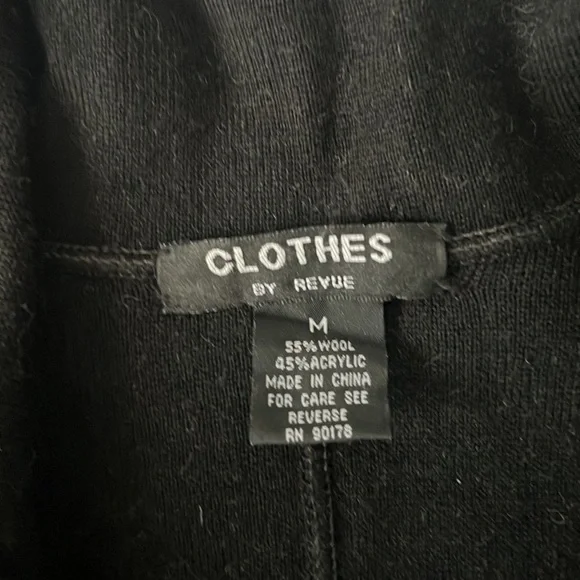 CLOTHES
BY REVUE
M
55% WOOL
45% ACRYLIC
MADE IN CHINA
FOR CARE SEE
REVERSE
RN 90178